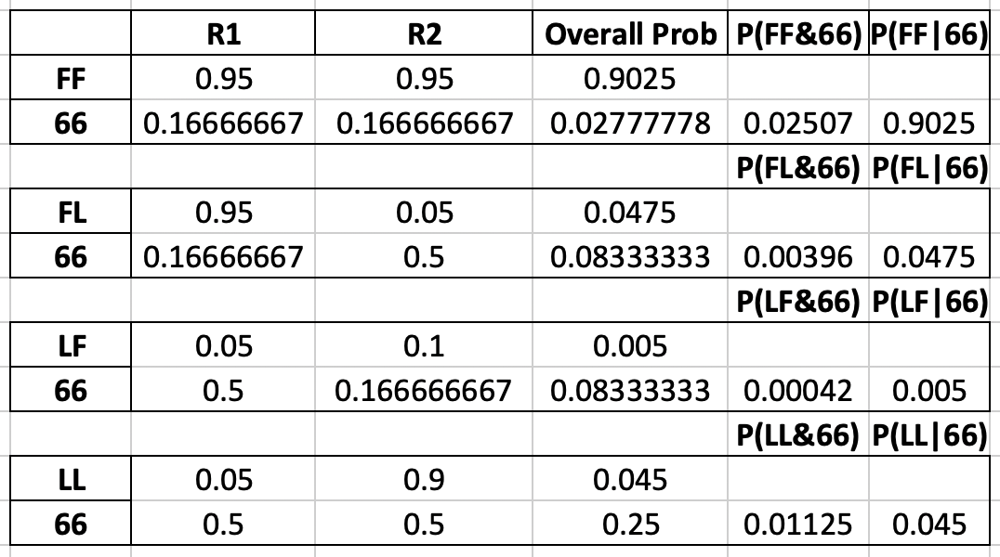 R1 R2 Overall Prob P(FF&66) P(FF|66)
FF 0.95 0.95 0.9025
66 0.16666667 0.166666667 0.02777778 0.02507 0.9025
P(FL&66) P(FL|66)
FL 0.95 0.05 0.0475
66 0.16666667 0.5 0.08333333 0.00396 0.0475
P(LF&66) P(LF|66)
LF 0.05 0.1 0.005
66 0.5 0.166666667 0.08333333 0.00042 0.005
P(LL&66) P(LL|66)
LL 0.05 0.9 0.045
66 0.5 0.5 0.25 0.01125 0.045